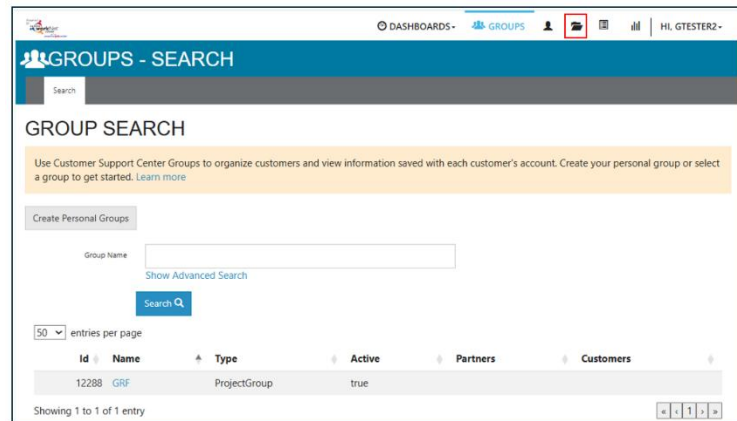 DASHBOARDS GROUPS HI, GTESTER2
GROUPS - SEARCH
Search
GROUP SEARCH
Use Customer Support Center Groups to organize customers and view information saved with each customer's account. Create your personal group or select
a group to get started. Learn more
Create Personal Groups
Group Name
Show Advanced Search
Search
50 entries per page
Id Name Type Active Partners Customers
12288 GRF ProjectGroup true
Showing 1 to 1 of 1 entry « ‹ 1 › »